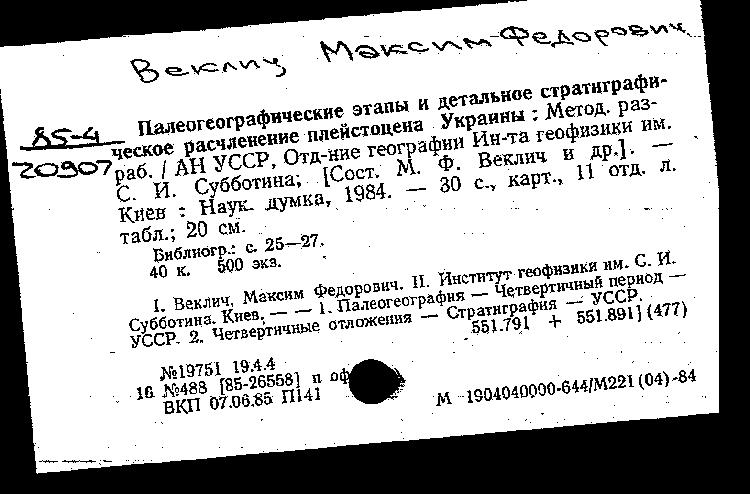 Веклич Максим Федорович
85-4
20907
Палеогеографические этапы и детальное стратиграфи-
ческое расчленение плейстоцена Украины : Метод. раз-
раб. / АН УССР, Отд-ние географии Ин-та геофизики им.
С. И. Субботина; [Сост. М. Ф. Веклич и др.]. —
Киев : Наук. думка, 1984. — 30 с., карт., 11 отд. л.
табл.; 20 см.
Библиогр.: с. 25—27.
40 к. 500 экз.
I. Веклич, Максим Федорович. II. Институт геофизики им. С. И.
Субботина. Киев. — — 1. Палеогеография — Четвертичный период —
УССР. 2. Четвертичные отложения — Стратиграфия — УССР.
551.791 + 551.891](477)
№19751 19.4.4
16 №488 [85-26558] п оф
ВКП 07.06.85 П141
М 1904040000-644/М221(04)-84